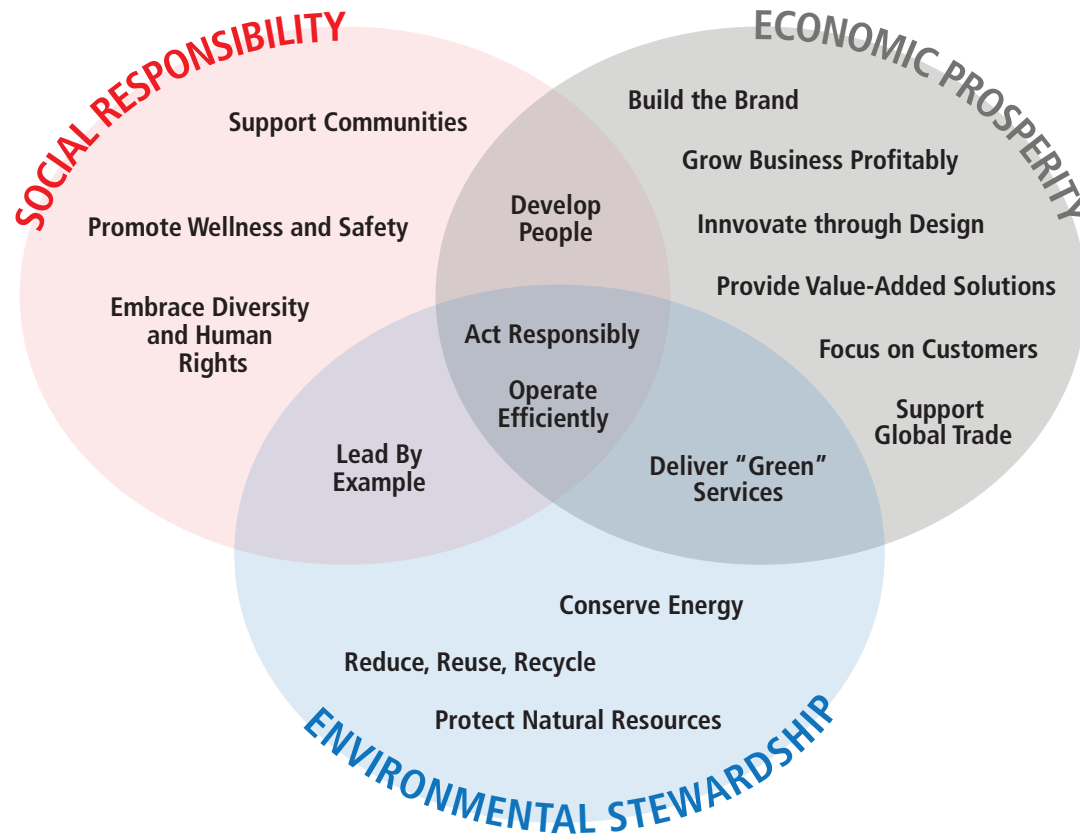 SOCIAL RESPONSIBILITY
Support Communities
Promote Wellness and Safety
Embrace Diversity
and Human
Rights
ECONOMIC PROSPERITY
Build the Brand
Grow Business Profitably
Innvovate through Design
Provide Value-Added Solutions
Focus on Customers
Support
Global Trade
Develop
People
Act Responsibly
Operate
Efficiently
Lead By
Example
Deliver “Green”
Services
Conserve Energy
Reduce, Reuse, Recycle
Protect Natural Resources
ENVIRONMENTAL STEWARDSHIP